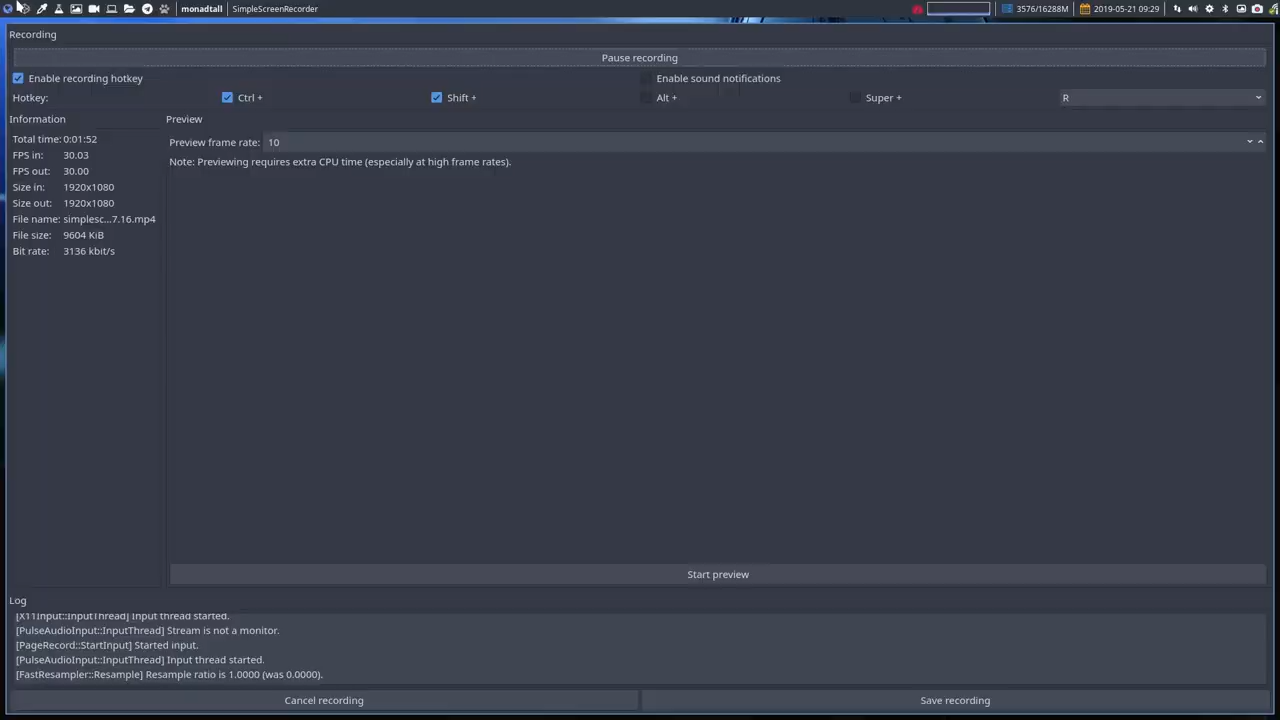 monadtall SimpleScreenRecorder 3576/16288M 2019-05-21 09:29
Recording
Pause recording
Enable recording hotkey Enable sound notifications
Hotkey: Ctrl + Shift + Alt + Super + R
Information Preview
Total time: 0:01:52
Preview frame rate: 10
FPS in: 30.03
Note: Previewing requires extra CPU time (especially at high frame rates).
FPS out: 30.00
Size in: 1920x1080
Size out: 1920x1080
File name: simplesc...7.16.mp4
File size: 9604 KiB
Bit rate: 3136 kbit/s
Start preview
Log
[X11Input::InputThread] Input thread started.
[PulseAudioInput::InputThread] Stream is not a monitor.
[PageRecord::StartInput] Started input.
[PulseAudioInput::InputThread] Input thread started.
[FastResampler::Resample] Resample ratio is 1.0000 (was 0.0000).
Cancel recording Save recording